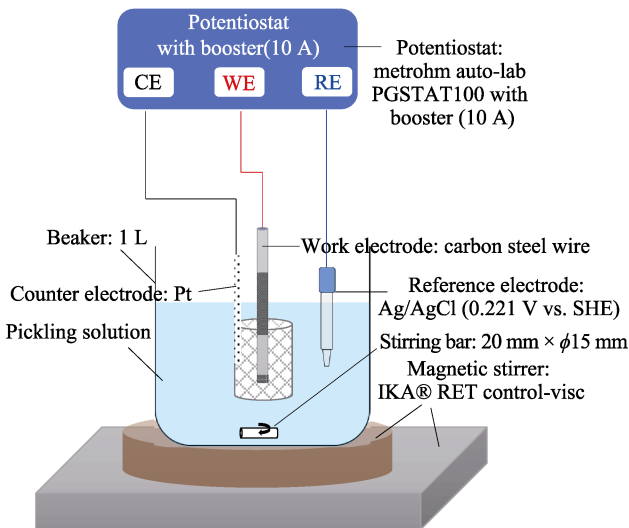 Potentiostat
with booster(10 A)
CE
WE
RE
Potentiostat:
metrohm auto-lab
PGSTAT100 with
booster (10 A)
Beaker: 1 L
Work electrode: carbon steel wire
Counter electrode: Pt
Reference electrode:
Ag/AgCl (0.221 V vs. SHE)
Pickling solution
Stirring bar: 20 mm × ϕ15 mm
Magnetic stirrer:
IKA® RET control-visc